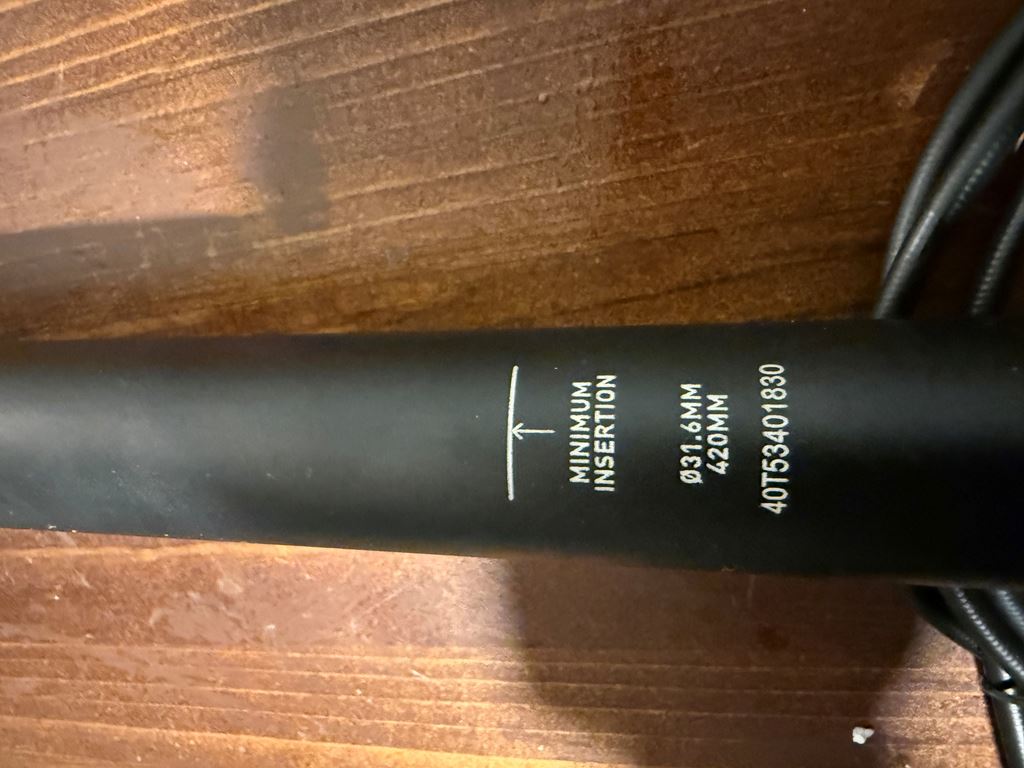 MINIMUM
INSERTION
Ø31.6MM
420MM
40T53401830